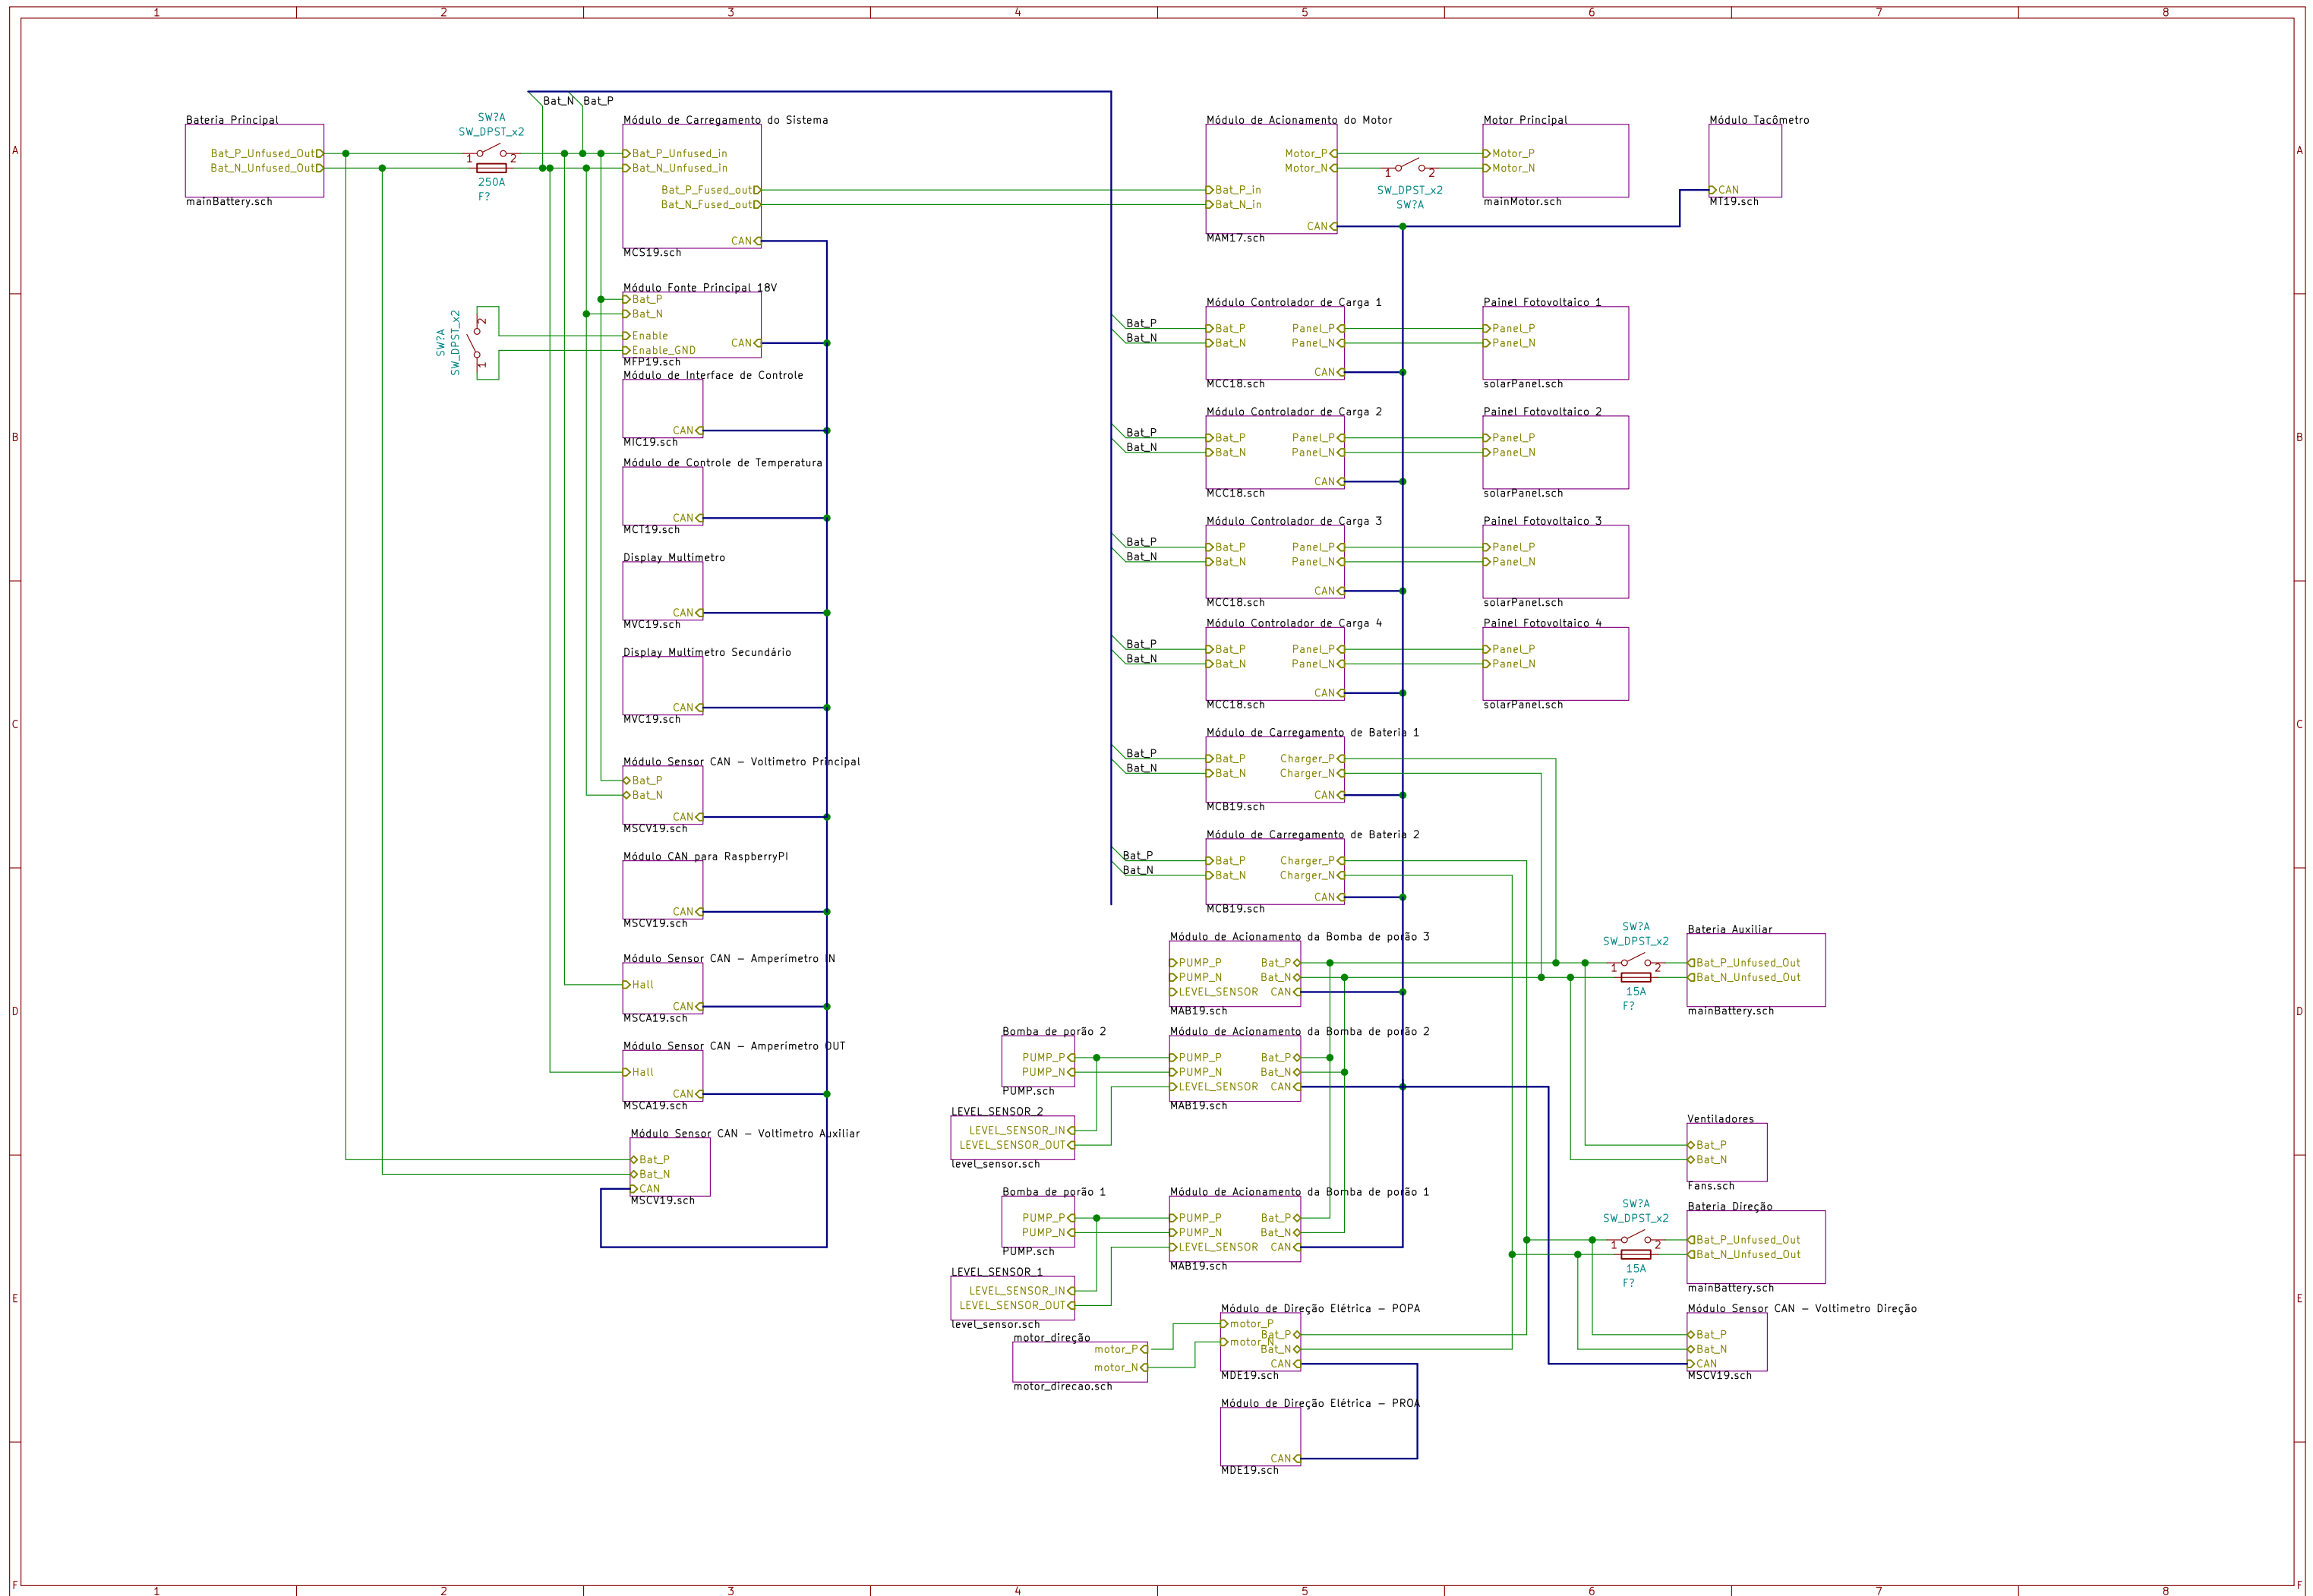 1 2 3 4 5 6 7 8
A
B
C
D
E
F
Bateria Principal
Bat_P_Unfused_Out
Bat_N_Unfused_Out
mainBattery.sch
SW?A
SW_DPST_x2
1 2
250A
F?
Bat_N Bat_P
Módulo de Carregamento do Sistema
Bat_P_Unfused_in
Bat_N_Unfused_in
Bat_P_Fused_out
Bat_N_Fused_out
CAN
MCS19.sch
SW?A
SW_DPST_x2
2
1
Módulo Fonte Principal 18V
Bat_P
Bat_N
Enable
Enable_GND
CAN
MFP19.sch
Módulo de Interface de Controle
CAN
MIC19.sch
Módulo de Controle de Temperatura
CAN
MCT19.sch
Display Multímetro
CAN
MVC19.sch
Display Multímetro Secundário
CAN
MVC19.sch
Módulo Sensor CAN – Voltímetro Principal
Bat_P
Bat_N
CAN
MSCV19.sch
Módulo CAN para RaspberryPI
CAN
MSCV19.sch
Módulo Sensor CAN – Amperímetro IN
Hall
CAN
MSCA19.sch
Módulo Sensor CAN – Amperímetro OUT
Hall
CAN
MSCA19.sch
Módulo Sensor CAN – Voltímetro Auxiliar
Bat_P
Bat_N
CAN
MSCV19.sch
Módulo de Acionamento do Motor
Motor_P
Motor_N
Bat_P_in
Bat_N_in
CAN
MAM17.sch
1 2
SW_DPST_x2
SW?A
Motor Principal
Motor_P
Motor_N
mainMotor.sch
Módulo Tacômetro
CAN
MT19.sch
Bat_P
Bat_N
Módulo Controlador de Carga 1
Bat_P Panel_P
Bat_N Panel_N
CAN
MCC18.sch
Painel Fotovoltaico 1
Panel_P
Panel_N
solarPanel.sch
Bat_P
Bat_N
Módulo Controlador de Carga 2
Bat_P Panel_P
Bat_N Panel_N
CAN
MCC18.sch
Painel Fotovoltaico 2
Panel_P
Panel_N
solarPanel.sch
Bat_P
Bat_N
Módulo Controlador de Carga 3
Bat_P Panel_P
Bat_N Panel_N
CAN
MCC18.sch
Painel Fotovoltaico 3
Panel_P
Panel_N
solarPanel.sch
Bat_P
Bat_N
Módulo Controlador de Carga 4
Bat_P Panel_P
Bat_N Panel_N
CAN
MCC18.sch
Painel Fotovoltaico 4
Panel_P
Panel_N
solarPanel.sch
Bat_P
Bat_N
Módulo de Carregamento de Bateria 1
Bat_P Charger_P
Bat_N Charger_N
CAN
MCB19.sch
Bat_P
Bat_N
Módulo de Carregamento de Bateria 2
Bat_P Charger_P
Bat_N Charger_N
CAN
MCB19.sch
Módulo de Acionamento da Bomba de porão 3
PUMP_P Bat_P
PUMP_N Bat_N
LEVEL_SENSOR CAN
MAB19.sch
SW?A
SW_DPST_x2
1 2
15A
F?
Bateria Auxiliar
Bat_P_Unfused_Out
Bat_N_Unfused_Out
mainBattery.sch
Bomba de porão 2
PUMP_P
PUMP_N
PUMP.sch
Módulo de Acionamento da Bomba de porão 2
PUMP_P Bat_P
PUMP_N Bat_N
LEVEL_SENSOR CAN
MAB19.sch
LEVEL_SENSOR_2
LEVEL_SENSOR_IN
LEVEL_SENSOR_OUT
level_sensor.sch
Ventiladores
Bat_P
Bat_N
Fans.sch
Bomba de porão 1
PUMP_P
PUMP_N
PUMP.sch
Módulo de Acionamento da Bomba de porão 1
PUMP_P Bat_P
PUMP_N Bat_N
LEVEL_SENSOR CAN
MAB19.sch
LEVEL_SENSOR_1
LEVEL_SENSOR_IN
LEVEL_SENSOR_OUT
level_sensor.sch
SW?A
SW_DPST_x2
1 2
15A
F?
Bateria Direção
Bat_P_Unfused_Out
Bat_N_Unfused_Out
mainBattery.sch
motor_direção
motor_P
motor_N
motor_direcao.sch
Módulo de Direção Elétrica – POPA
motor_P
Bat_P
motor_N
Bat_N
CAN
MDE19.sch
Módulo Sensor CAN – Voltímetro Direção
Bat_P
Bat_N
CAN
MSCV19.sch
Módulo de Direção Elétrica – PROA
CAN
MDE19.sch
A
B
C
D
E
F
1 2 3 4 5 6 7 8